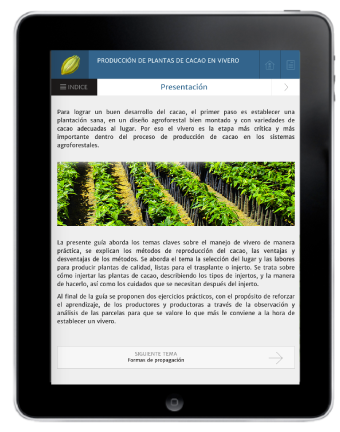 PRODUCCIÓN DE PLANTAS DE CACAO EN VIVERO
ÍNDICE
Presentación
Para lograr un buen desarrollo del cacao, el primer paso es establecer una
plantación sana, en un diseño agroforestal bien montado y con variedades de
cacao adecuadas al lugar. Por eso el vivero es la etapa más crítica y más
importante dentro del proceso de producción de cacao en los sistemas
agroforestales.
La presente guía aborda los temas claves sobre el manejo de vivero de manera
práctica, se explican los métodos de reproducción del cacao, las ventajas y
desventajas de los métodos. Se aborda el tema la selección del lugar y las labores
para producir plantas de calidad, listas para el trasplante o injerto. Se trata sobre
cómo injertar las plantas de cacao, describiendo los tipos de injertos, y la manera
de hacerlo, así como los cuidados que se necesitan después del injerto.
Al final de la guía se proponen dos ejercicios prácticos, con el propósito de reforzar
el aprendizaje, de los productores y productoras a través de la observación y
análisis de las parcelas para que se valore lo que más le conviene a la hora de
establecer un vivero.
SIGUIENTE TEMA
Formas de propagación